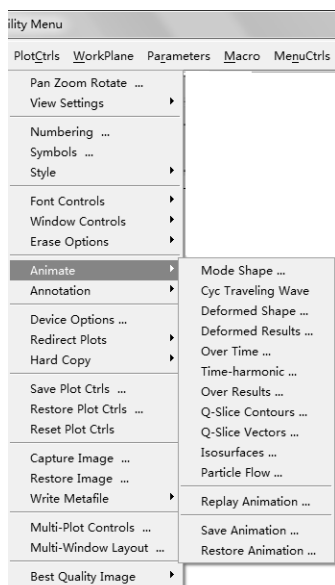 ility Menu
PlotCtrls WorkPlane Parameters Macro MenuCtrls
Pan Zoom Rotate ...
View Settings
Numbering ...
Symbols ...
Style
Font Controls
Window Controls
Erase Options
Animate
Annotation
Device Options ...
Redirect Plots
Hard Copy
Save Plot Ctrls ...
Restore Plot Ctrls ...
Reset Plot Ctrls
Capture Image ...
Restore Image ...
Write Metafile
Multi-Plot Controls ...
Multi-Window Layout ...
Best Quality Image
Mode Shape ...
Cyc Traveling Wave
Deformed Shape ...
Deformed Results ...
Over Time ...
Time-harmonic ...
Over Results ...
Q-Slice Contours ...
Q-Slice Vectors ...
Isosurfaces ...
Particle Flow ...
Replay Animation ...
Save Animation ...
Restore Animation ...